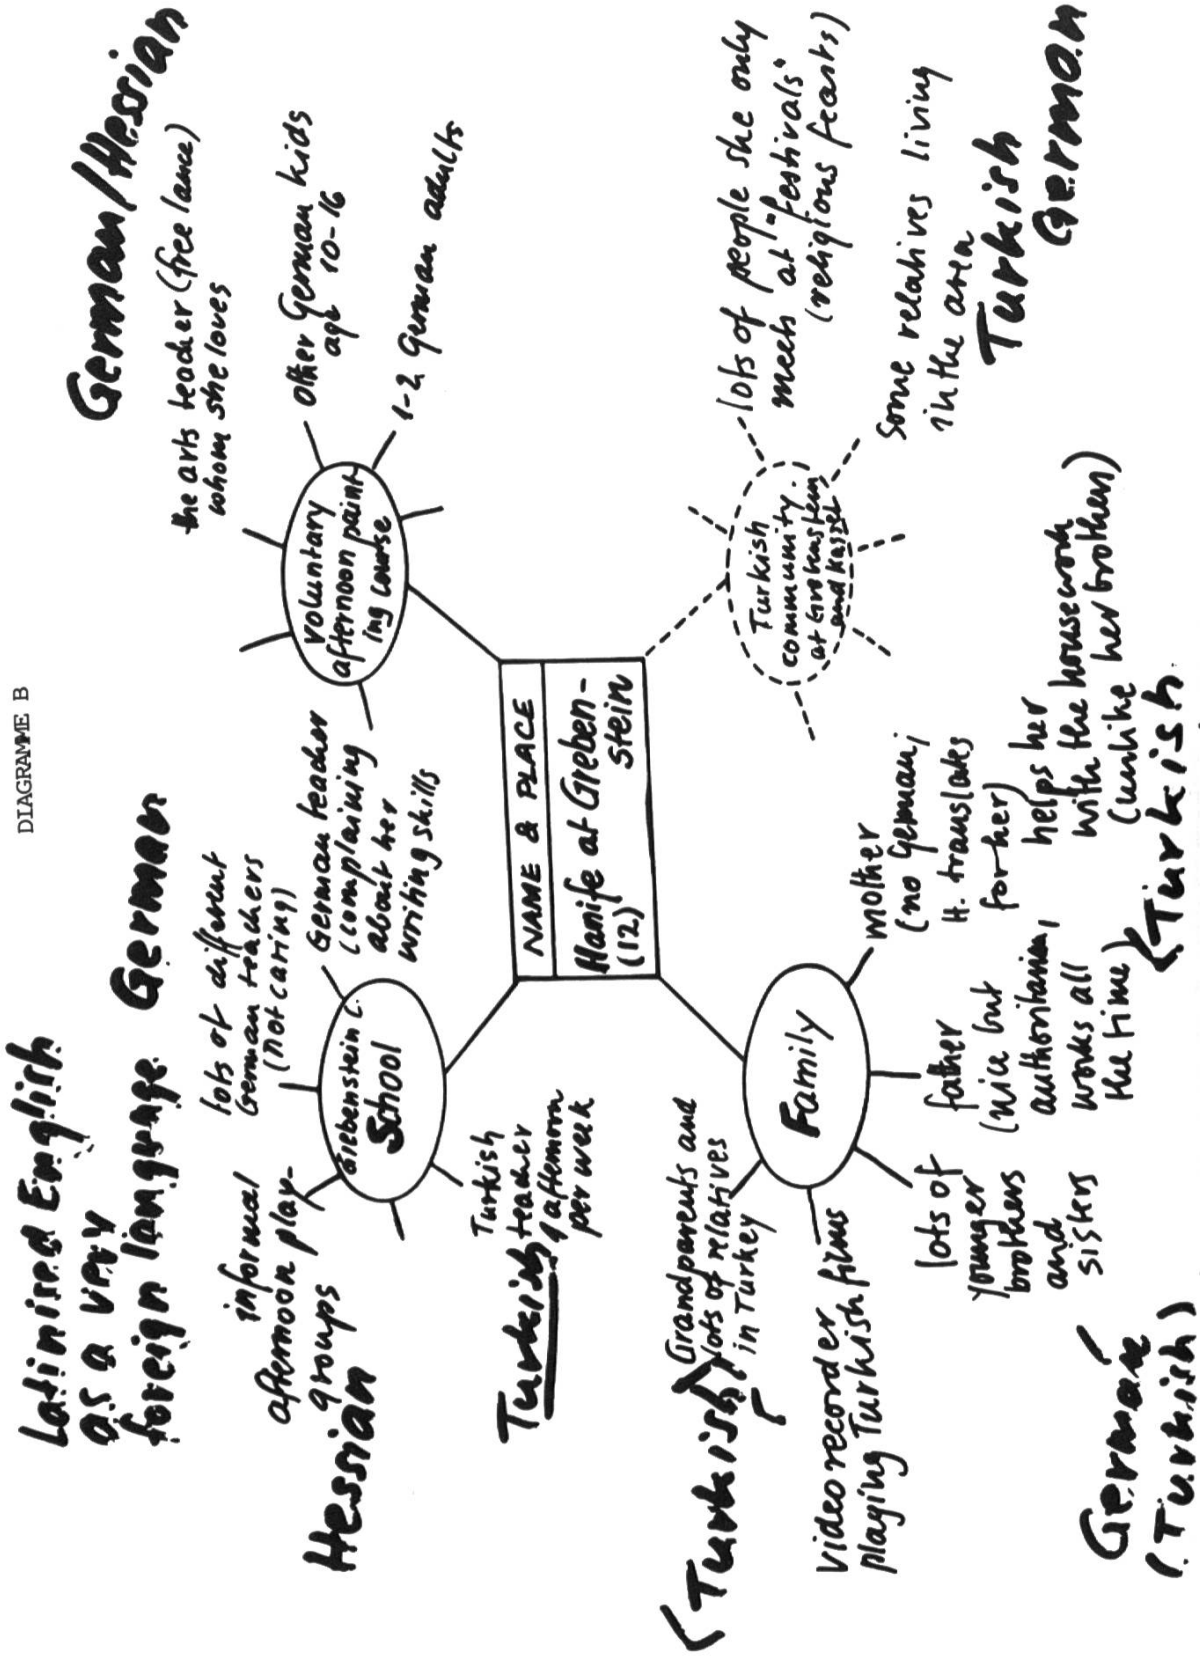 DIAGRAMME B
Latinised English
as a very
foreign language
German
German/Hessian
lots of different
German teachers
(not caring)
informal
afternoon play-
groups
Hessian
German teacher
(complaining
about her
writing skills
Grebenstein C.
School
Turkish
teacher
1 afternoon
per week
Turkish
the arts teacher (free lance)
whom she loves
Other German kids
age 10-16
1-2 German adults
voluntary
afternoon paint
ing course
NAME & PLACE
Hanife at Greben-
stein
(12)
Grandparents and
lots of relatives
in Turkey
(Turkish)
video recorder
playing Turkish films
Family
mother
(no German,
H. translates
for her)
helps her
with the housework
(unlike her brothers)
father
(nice but
authoritarian,
works all
the time)
(Turkish
lots of
younger
brothers
and
sisters
German
(Turkish)
Turkish
community.
at Grebenstein
and Kassel
lots of people she only
meets at "festivals"
(religious feasts)
some relatives living
in the area
Turkish
German